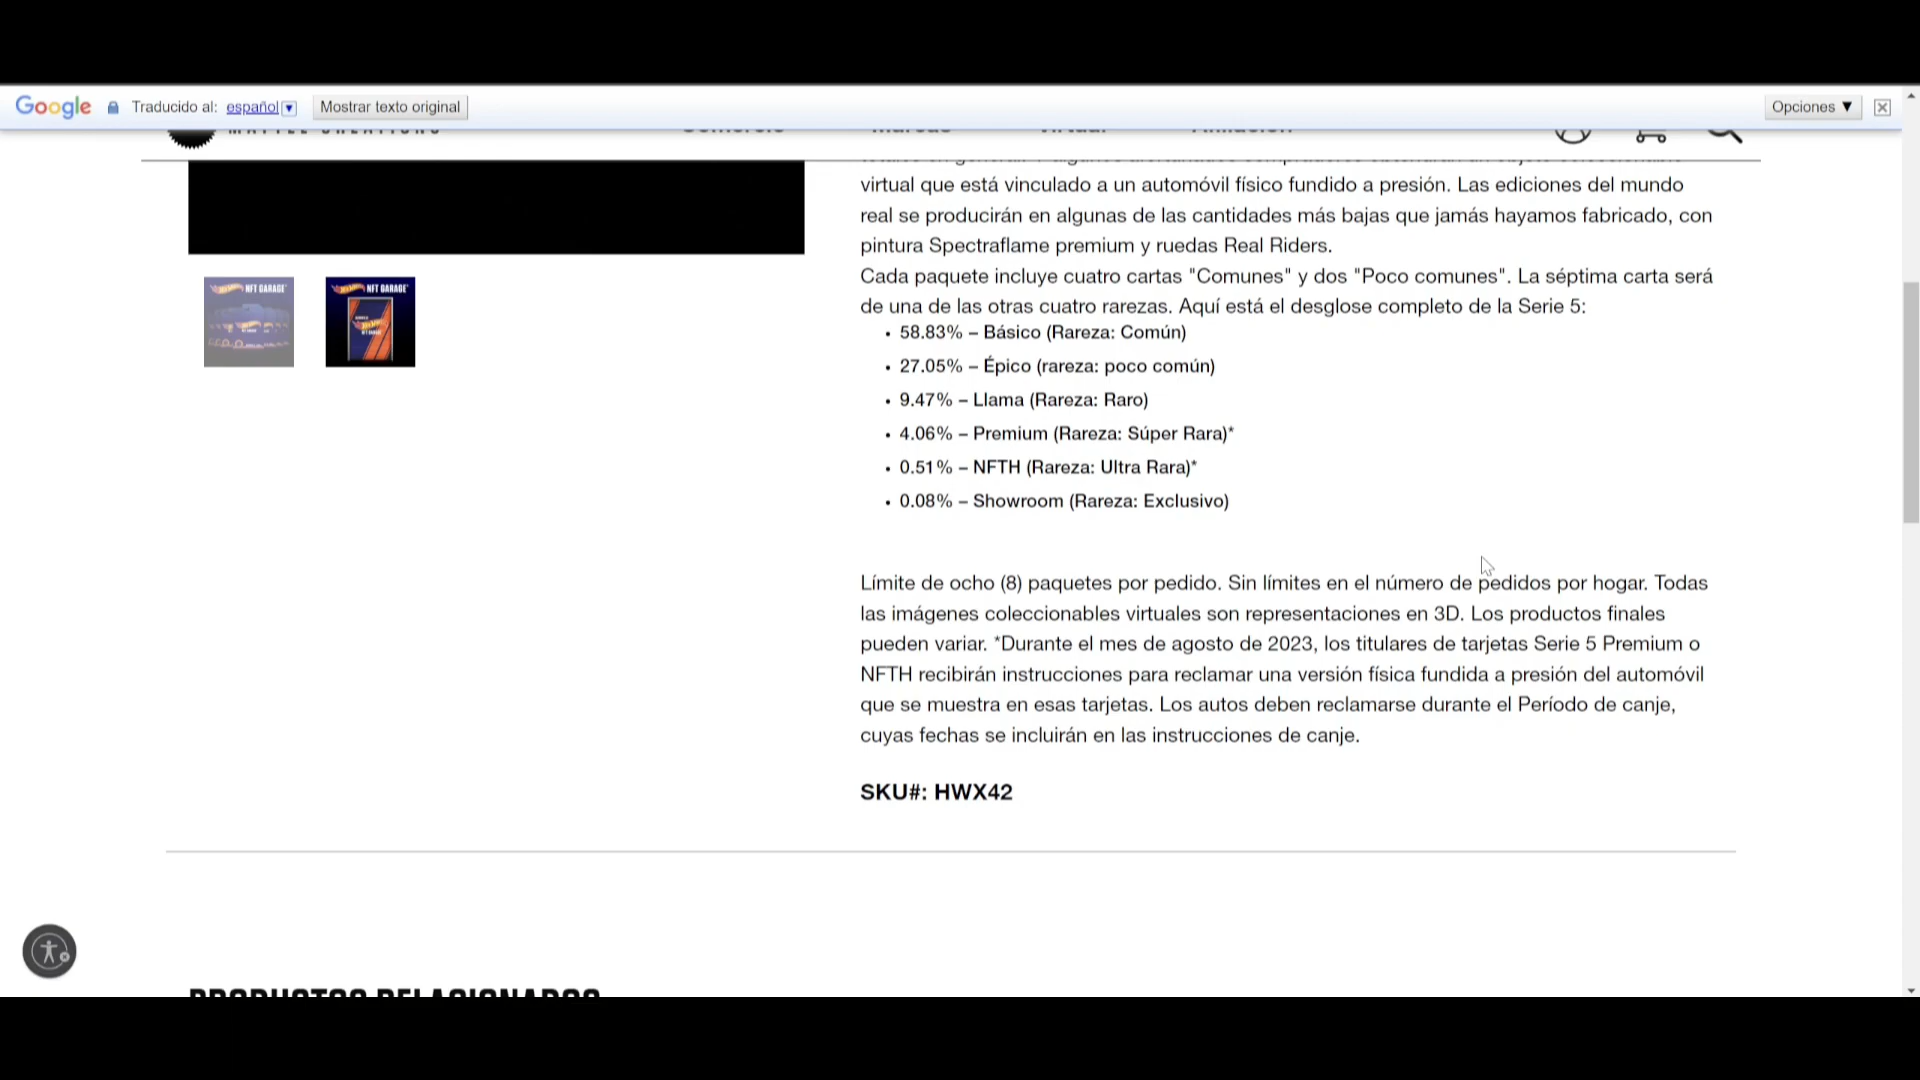 Google Traducido al: español Mostrar texto original Opciones ▼
virtual que está vinculado a un automóvil físico fundido a presión. Las ediciones del mundo
real se producirán en algunas de las cantidades más bajas que jamás hayamos fabricado, con
pintura Spectraflame premium y ruedas Real Riders.
Cada paquete incluye cuatro cartas "Comunes" y dos "Poco comunes". La séptima carta será
de una de las otras cuatro rarezas. Aquí está el desglose completo de la Serie 5:
• 58.83% – Básico (Rareza: Común)
• 27.05% – Épico (rareza: poco común)
• 9.47% – Llama (Rareza: Raro)
• 4.06% – Premium (Rareza: Súper Rara)*
• 0.51% – NFTH (Rareza: Ultra Rara)*
• 0.08% – Showroom (Rareza: Exclusivo)
NFT GARAGE
NFT GARAGE
Límite de ocho (8) paquetes por pedido. Sin límites en el número de pedidos por hogar. Todas
las imágenes coleccionables virtuales son representaciones en 3D. Los productos finales
pueden variar. *Durante el mes de agosto de 2023, los titulares de tarjetas Serie 5 Premium o
NFTH recibirán instrucciones para reclamar una versión física fundida a presión del automóvil
que se muestra en esas tarjetas. Los autos deben reclamarse durante el Período de canje,
cuyas fechas se incluirán en las instrucciones de canje.
SKU#: HWX42
PRODUCTOS RELACIONADOS